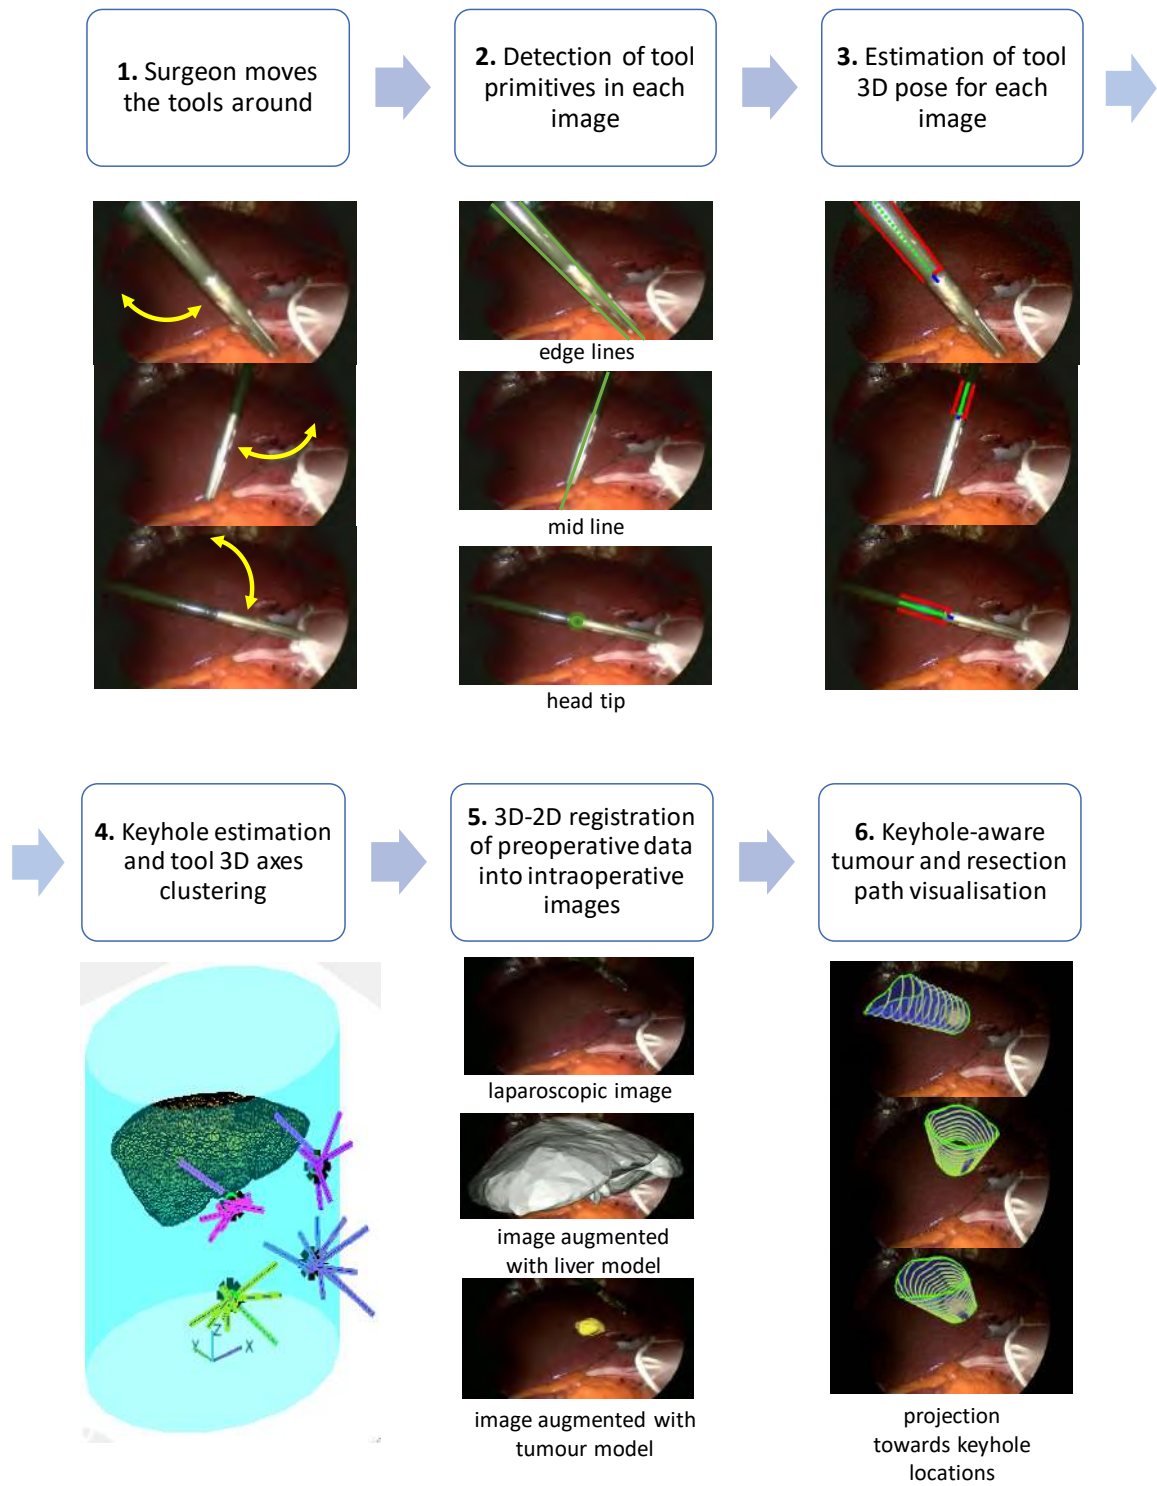 1. Surgeon moves
the tools around
2. Detection of tool
primitives in each
image
3. Estimation of tool
3D pose for each
image
edge lines
mid line
head tip
4. Keyhole estimation
and tool 3D axes
clustering
5. 3D-2D registration
of preoperative data
into intraoperative
images
6. Keyhole-aware
tumour and resection
path visualisation
Z
Y
X
laparoscopic image
image augmented
with liver model
image augmented with
tumour model
projection
towards keyhole
locations